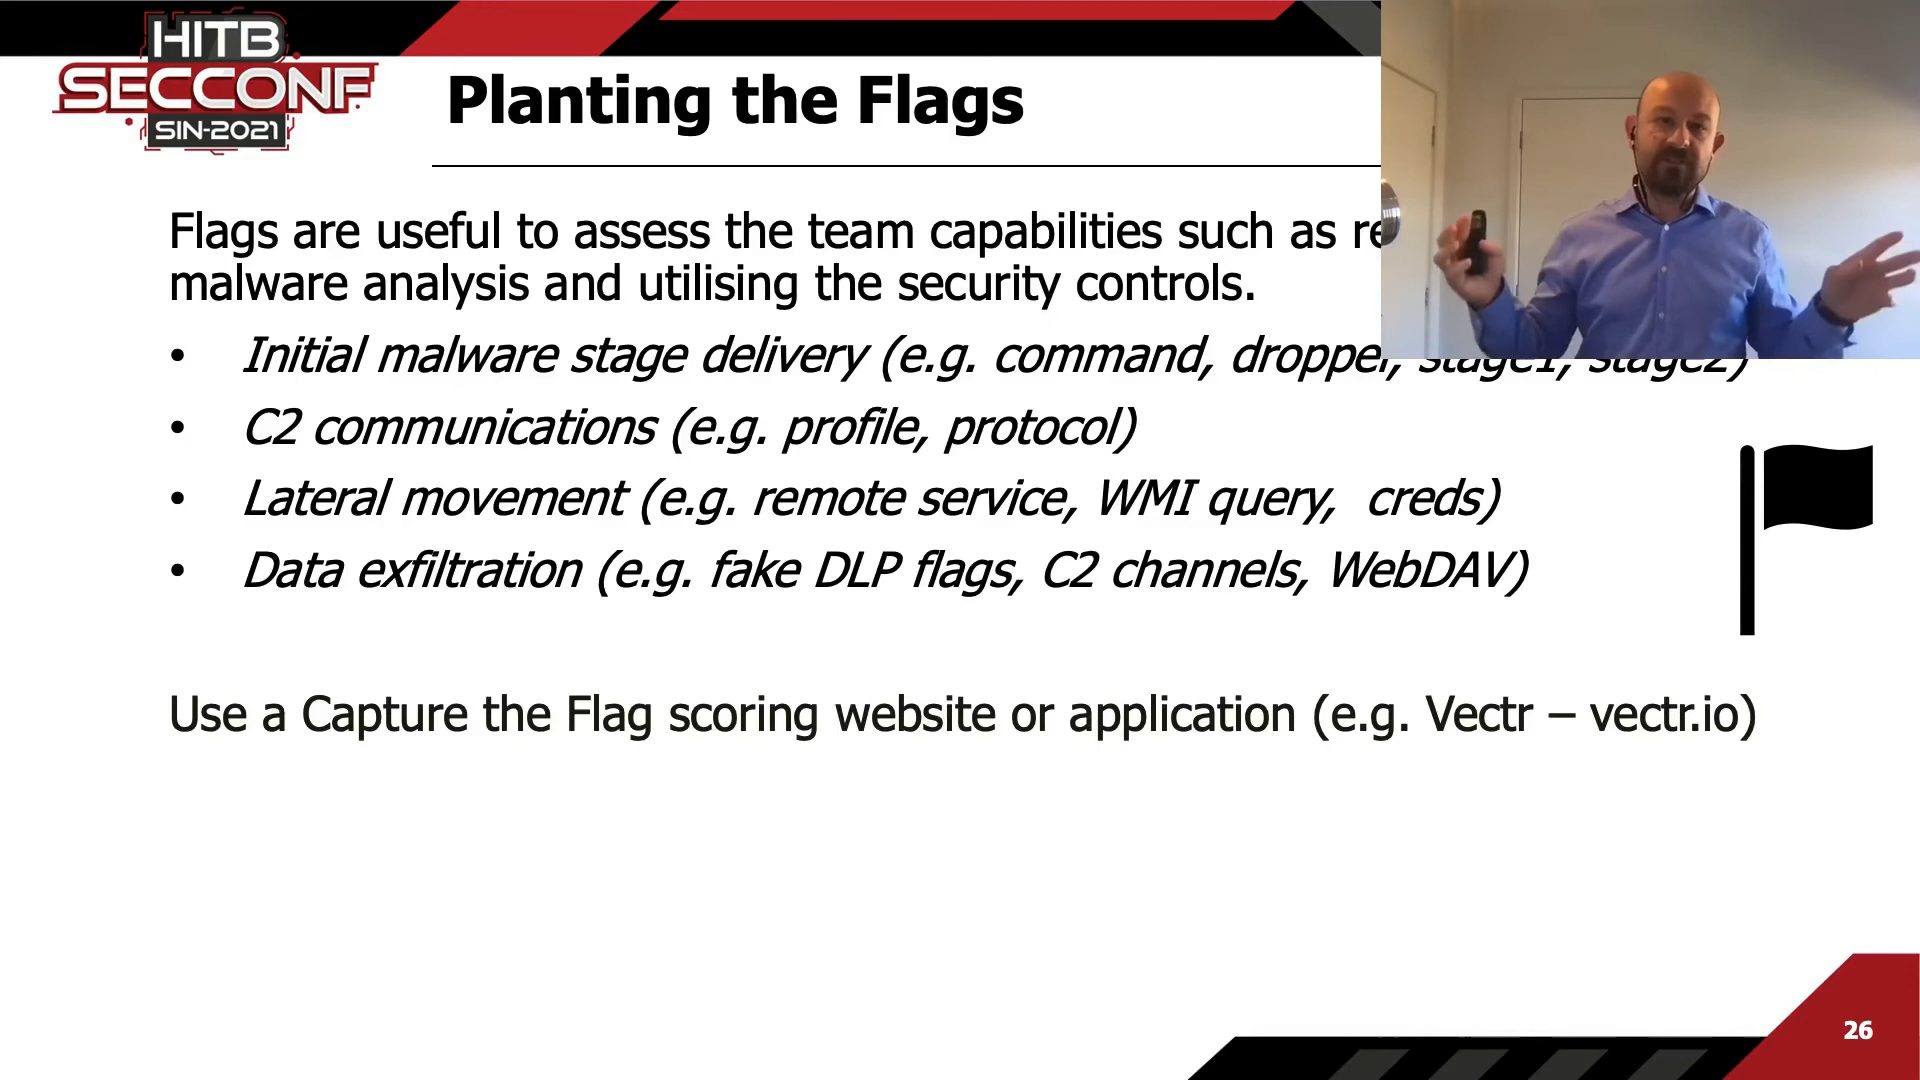 HITB
SECCONF
SIN-2021
Planting the Flags
Flags are useful to assess the team capabilities such as
malware analysis and utilising the security controls.
• Initial malware stage delivery (e.g. command, dropper, stage1, stage2)
• C2 communications (e.g. profile, protocol)
• Lateral movement (e.g. remote service, WMI query, creds)
• Data exfiltration (e.g. fake DLP flags, C2 channels, WebDAV)
Use a Capture the Flag scoring website or application (e.g. Vectr – vectr.io)
26